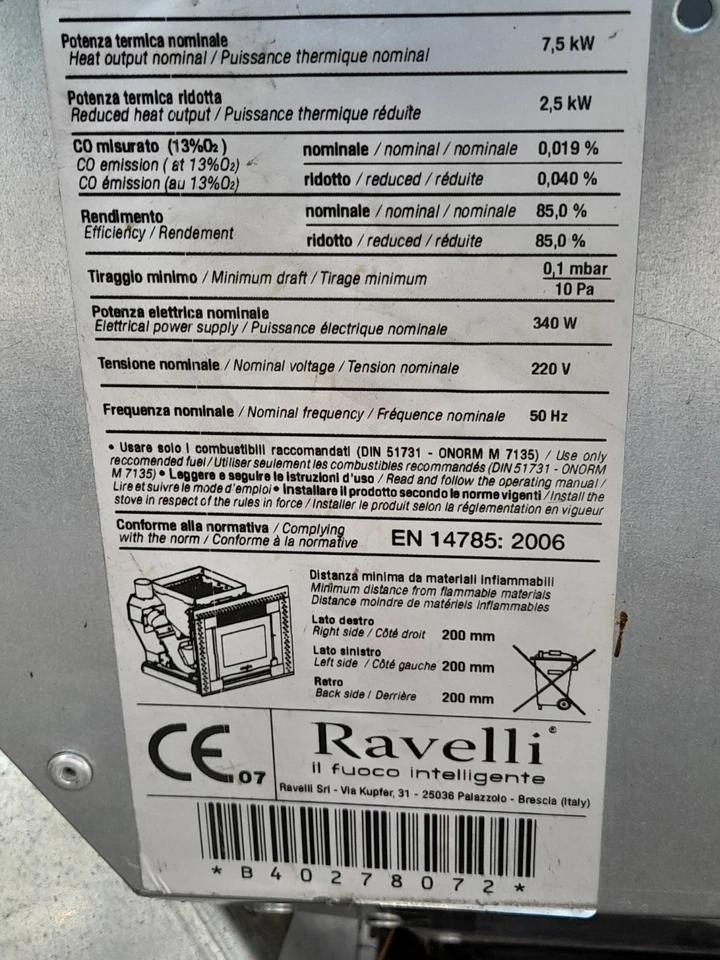 Potenza termica nominale 7,5 kW
Heat output nominal / Puissance thermique nominal
Potenza termica ridotta 2,5 kW
Reduced heat output / Puissance thermique réduite
CO misurato (13%O₂) nominale / nominal / nominale 0,019 %
CO emission ( at 13%O₂)
CO émission (au 13%O₂) ridotto / reduced / réduite 0,040 %
Rendimento nominale / nominal / nominale 85,0 %
Efficiency / Rendement
ridotto / reduced / réduite 85,0 %
Tiraggio minimo / Minimum draft / Tirage minimum 0,1 mbar
10 Pa
Potenza elettrica nominale 340 W
Elettrical power supply / Puissance électrique nominale
Tensione nominale / Nominal voltage / Tension nominale 220 V
Frequenza nominale / Nominal frequency / Fréquence nominale 50 Hz
• Usare solo i combustibili raccomandati (DIN 51731 - ONORM M 7135) / Use only
reccomended fuel / Utiliser seulement les combustibles recommandés (DIN 51731 - ONORM
M 7135) • Leggere e seguire le istruzioni d'uso / Read and follow the operating manual /
Lire et suivre le mode d'emploi • Installare il prodotto secondo le norme vigenti / Install the
stove in respect of the rules in force / Installer le produit selon la réglementation en vigueur
Conforme alla normativa / Complying
with the norm / Conforme à la normative EN 14785: 2006
Distanza minima da materiali infiammabili
Minimum distance from flammable materials
Distance moindre de matériels inflammables
Lato destro
Right side / Côté droit 200 mm
Lato sinistro
Left side / Côté gauche 200 mm
Retro
Back side / Derrière 200 mm
CE 07
Ravelli®
il fuoco intelligente
Ravelli Srl - Via Kupfer, 31 - 25036 Palazzolo - Brescia (Italy)
*B40278072*